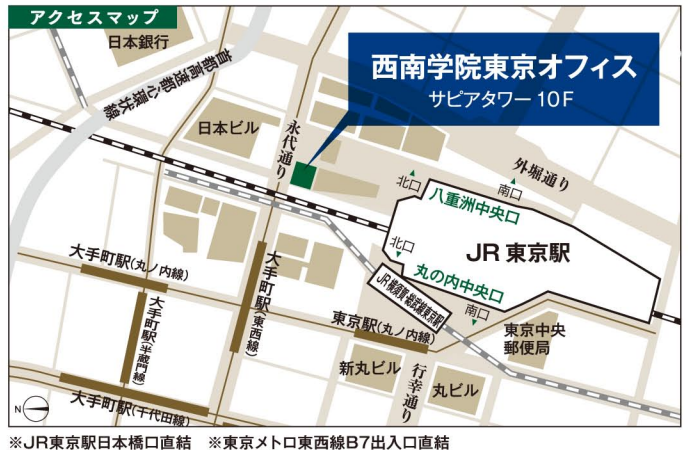 アクセスマップ
日本銀行
首都高速都心環状線
西南学院東京オフィス
サピアタワー 10F
日本ビル
永代通り
外堀通り
北口
南口
八重洲中央口
JR 東京駅
北口
丸の内中央口
南口
JR 横須賀・総武線東京駅
大手町駅(丸ノ内線)
大手町駅(東西線)
大手町駅(半蔵門線)
東京駅(丸ノ内線)
東京中央
郵便局
新丸ビル
行幸通り
丸ビル
大手町駅(千代田線)
N
※JR東京駅日本橋口直結 ※東京メトロ東西線B7出入口直結